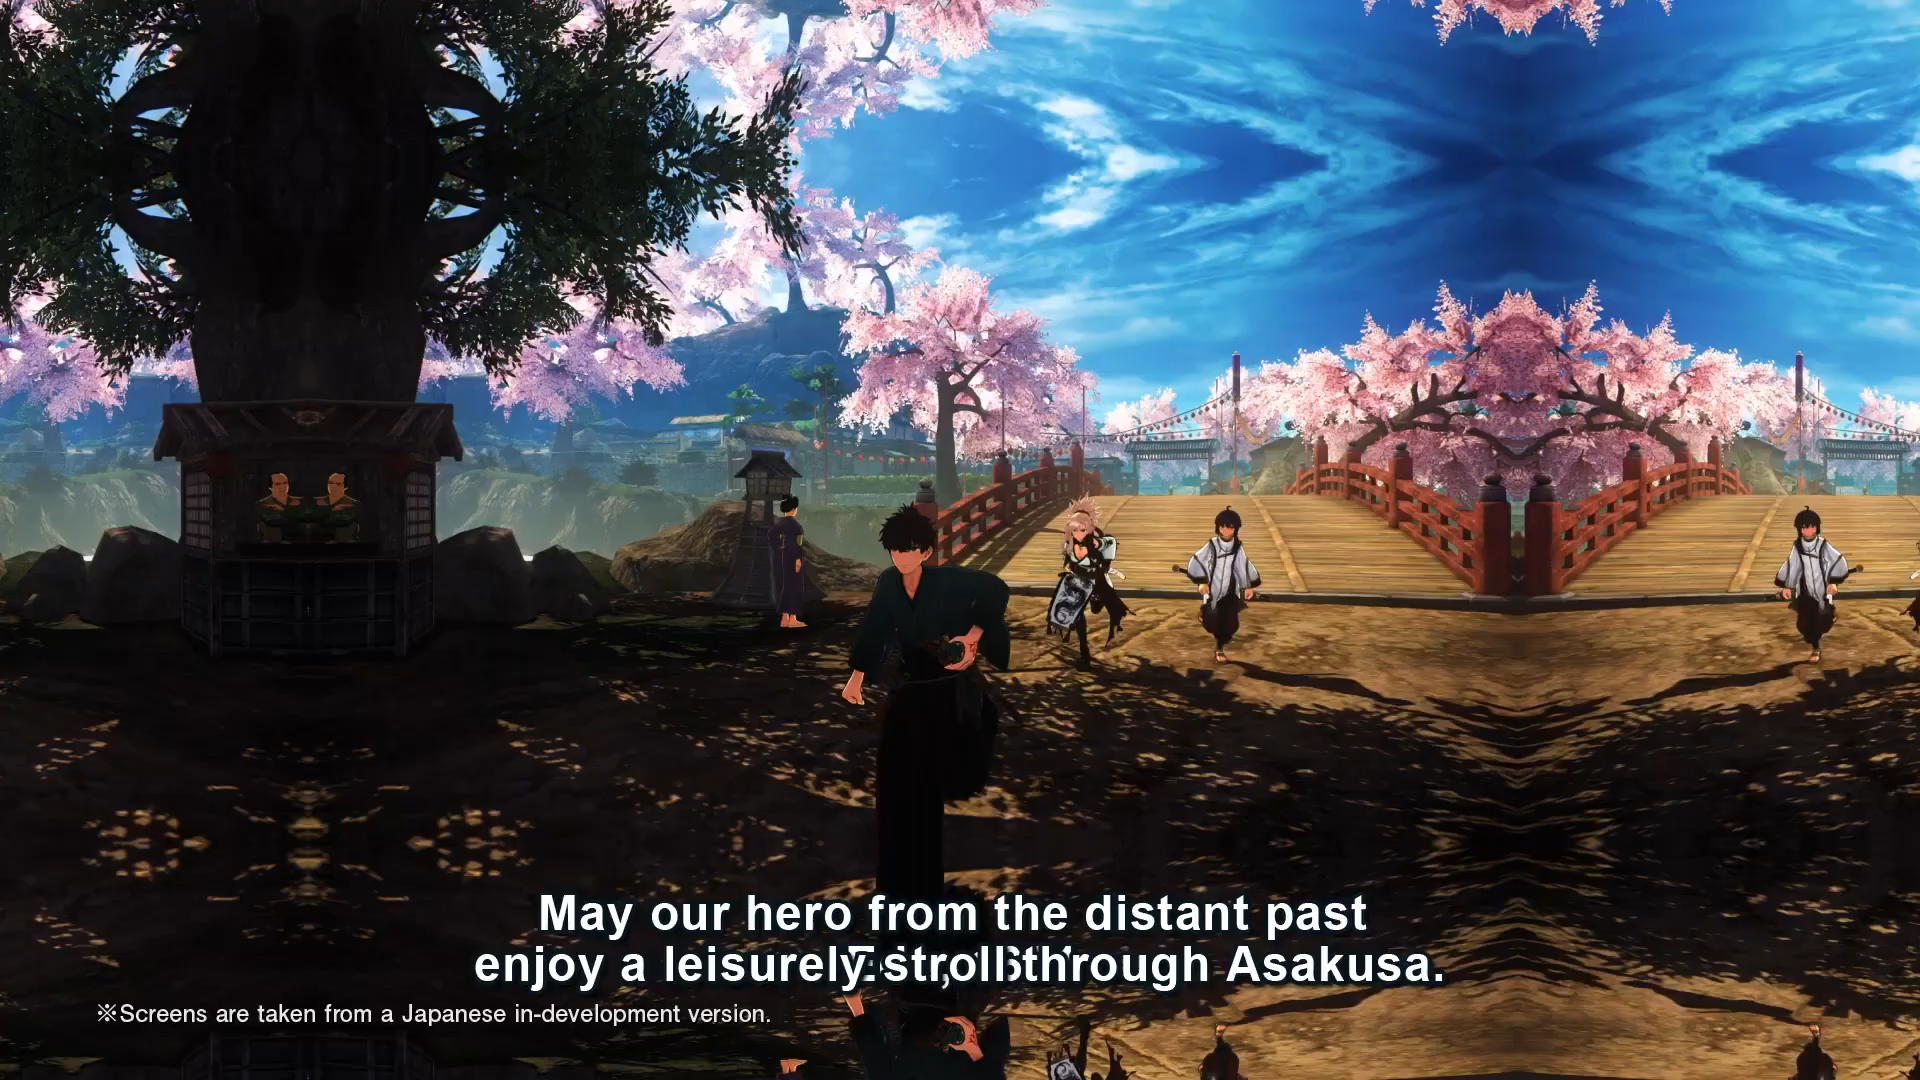 May our hero from the distant past
enjoy a leisurely stroll through Asakusa.
※Screens are taken from a Japanese in-development version.